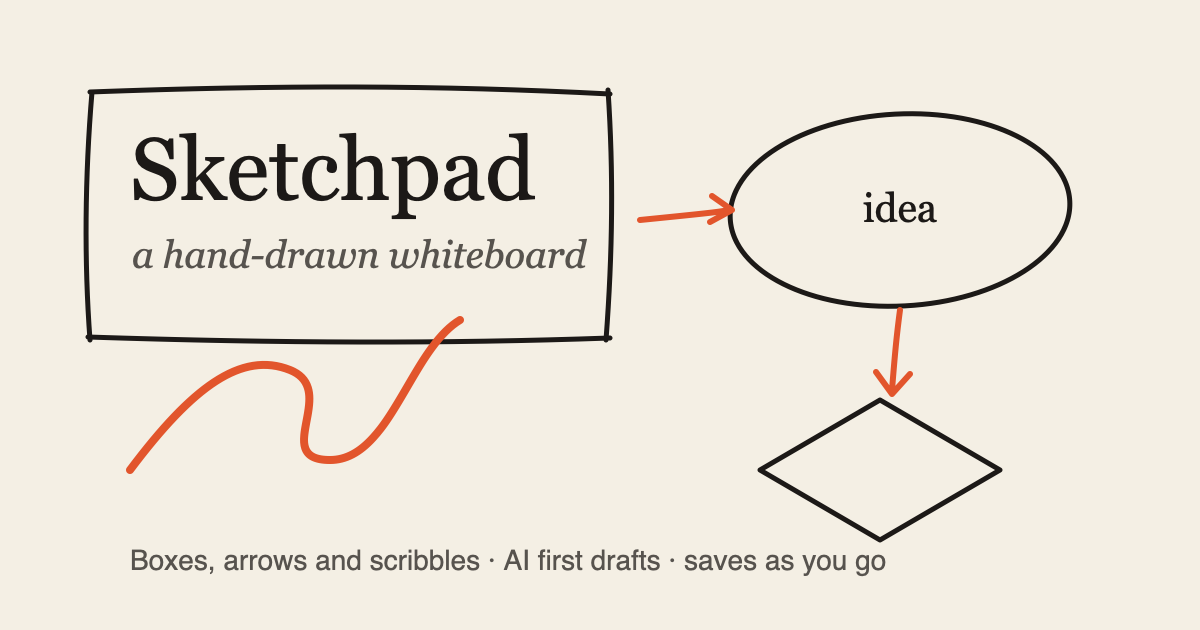 Sketchpad
a hand-drawn whiteboard
idea
Boxes, arrows and scribbles · AI first drafts · saves as you go